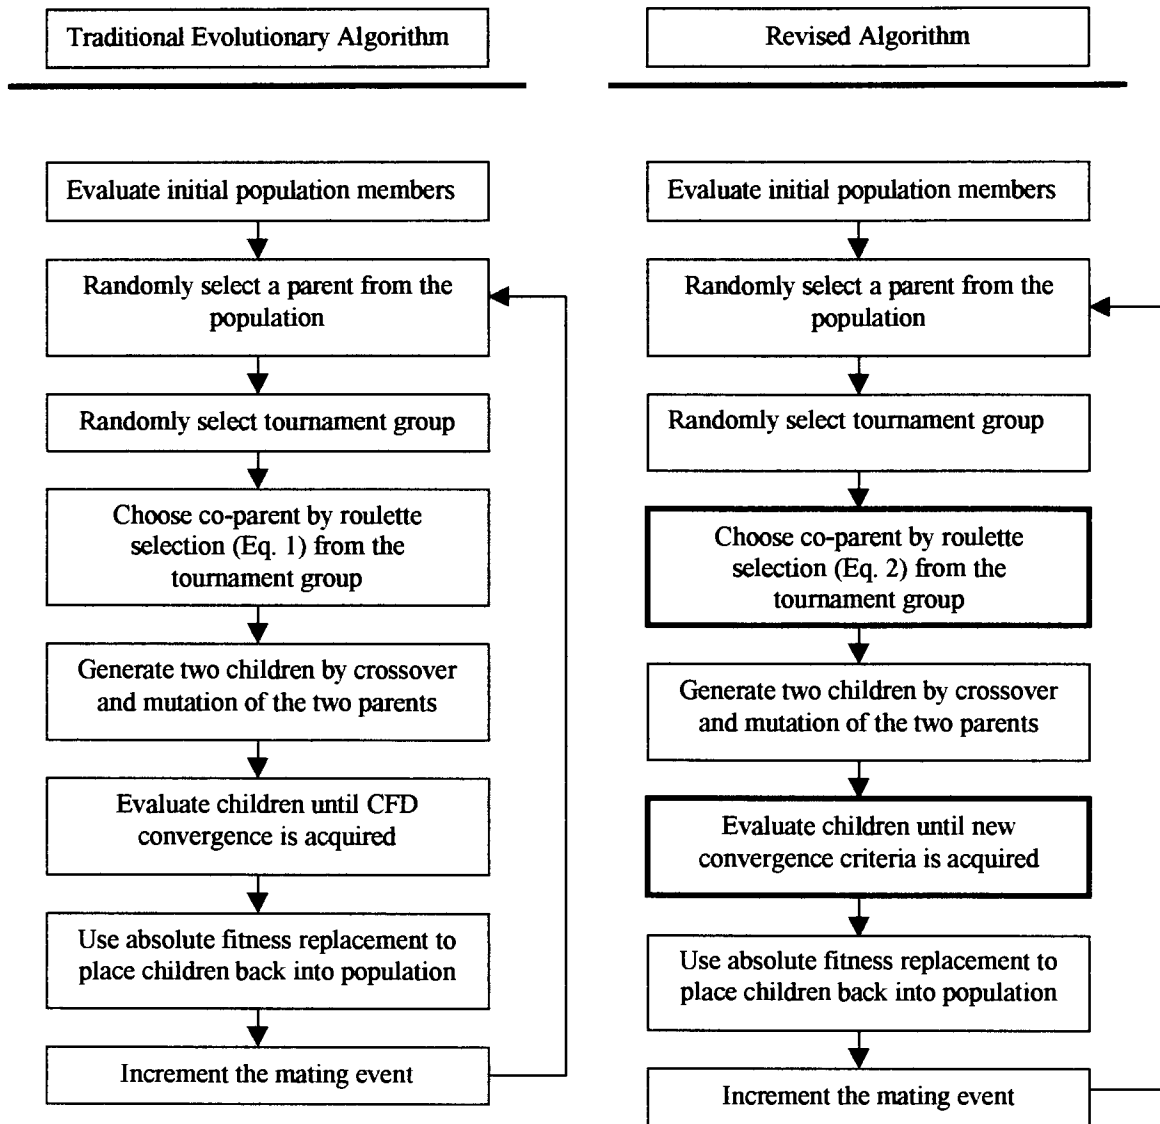 Traditional Evolutionary Algorithm
Evaluate initial population members
Randomly select a parent from the
population
Randomly select tournament group
Choose co-parent by roulette
selection (Eq. 1) from the
tournament group
Generate two children by crossover
and mutation of the two parents
Evaluate children until CFD
convergence is acquired
Use absolute fitness replacement to
place children back into population
Increment the mating event
Revised Algorithm
Evaluate initial population members
Randomly select a parent from the
population
Randomly select tournament group
Choose co-parent by roulette
selection (Eq. 2) from the
tournament group
Generate two children by crossover
and mutation of the two parents
Evaluate children until new
convergence criteria is acquired
Use absolute fitness replacement to
place children back into population
Increment the mating event